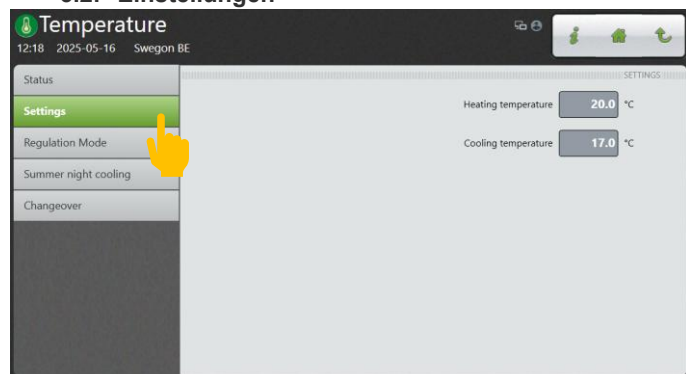 Temperature
12:18 2025-05-16 Swegon BE
Status
SETTINGS
Settings
Heating temperature 20.0 °C
Regulation Mode
Cooling temperature 17.0 °C
Summer night cooling
Changeover